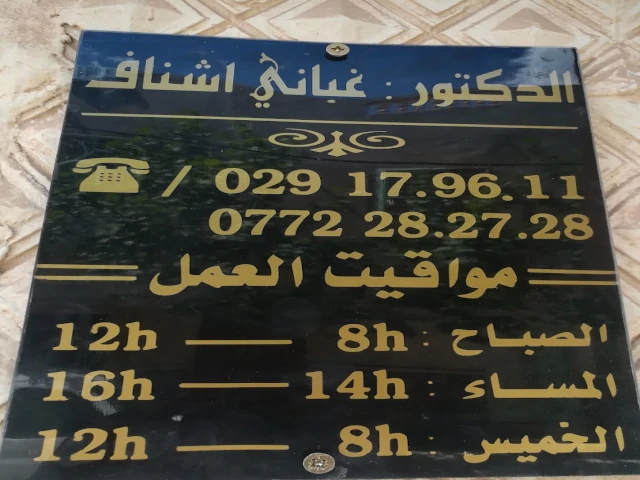 الدكتور : غباني اشناف
/ 029 17.96.11
0772 28.27.28
مواقيت العمل
الصباح : 8h — 12h
المساء : 14h — 16h
الخميس : 8h — 12h